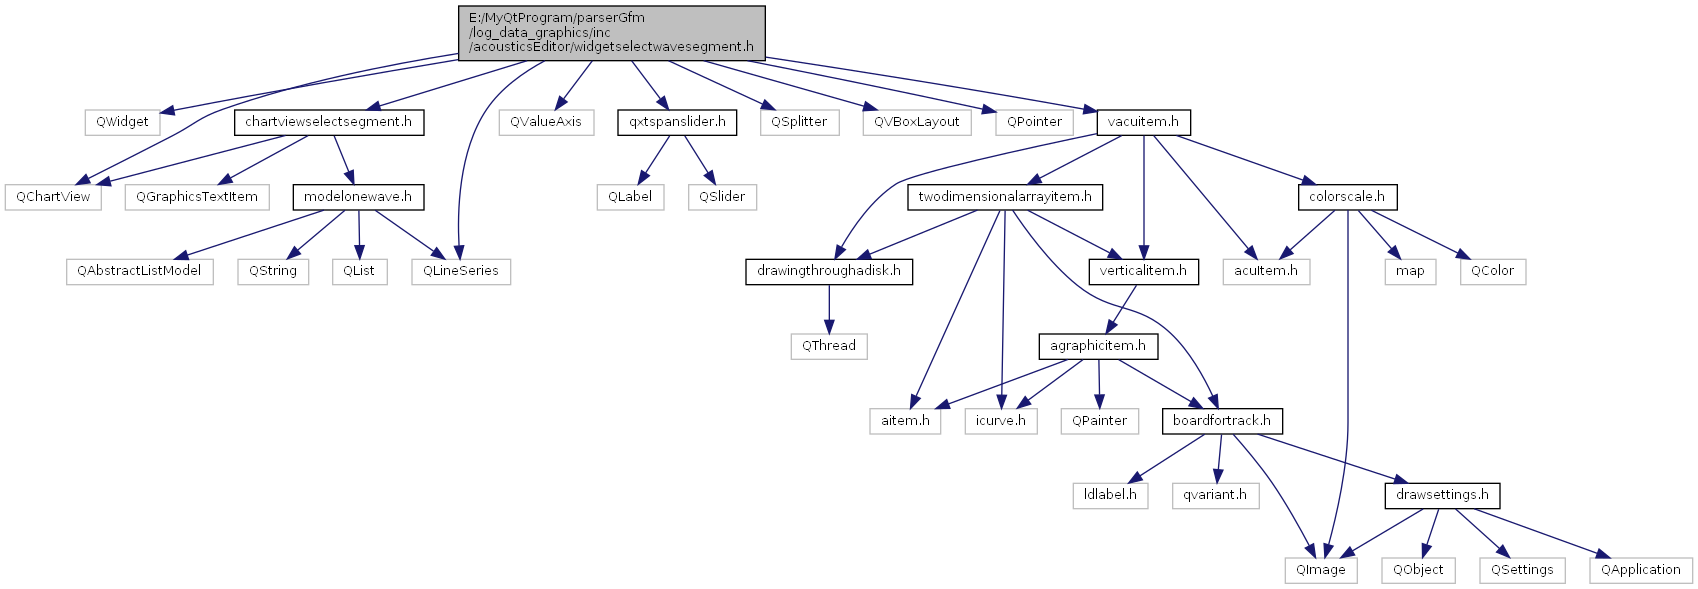 E:/MyQtProgram/parserGfm
/log_data_graphics/inc
/acousticsEditor/widgetselectwavesegment.h
QWidget
chartviewselectsegment.h
QValueAxis
qxtspanslider.h
QSplitter
QVBoxLayout
QPointer
vacuitem.h
QChartView
QGraphicsTextItem
modelonewave.h
QLabel
QSlider
twodimensionalarrayitem.h
colorscale.h
QAbstractListModel
QString
QList
QLineSeries
drawingthroughadisk.h
verticalitem.h
acuItem.h
map
QColor
QThread
agraphicitem.h
aitem.h
icurve.h
QPainter
boardfortrack.h
ldlabel.h
qvariant.h
drawsettings.h
QImage
QObject
QSettings
QApplication